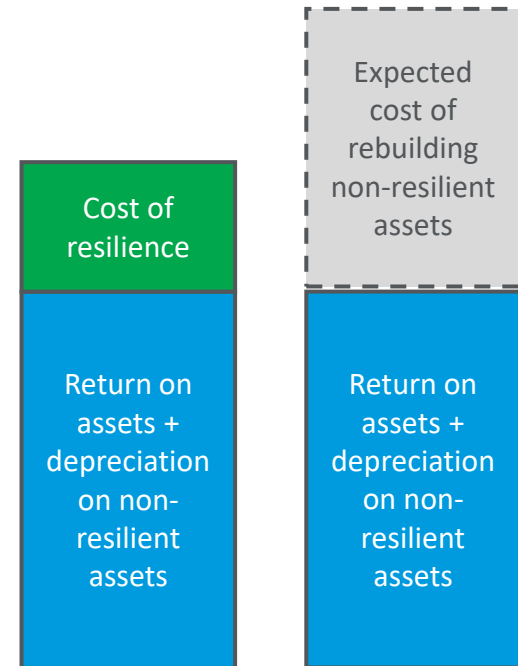 Cost of
resilience
Return on
assets +
depreciation
on non-
resilient
assets
Expected
cost of
rebuilding
non-resilient
assets
Return on
assets +
depreciation
on non-
resilient
assets